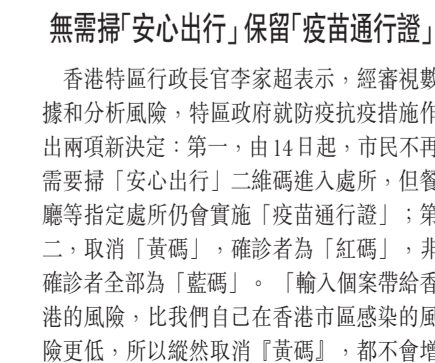 無需掃「安心出行」保留「疫苗通行證」
香港特區行政長官李家超表示，經審視數
據和分析風險，特區政府就防疫抗疫措施作
出兩項新決定：第一，由14日起，市民不再
需要掃「安心出行」二維碼進入處所，但餐
廳等指定處所仍會實施「疫苗通行證」；第
二，取消「黃碼」，確診者為「紅碼」，非
確診者全部為「藍碼」。「輸入個案帶給香
港的風險，比我們自己在香港市區感染的風
險更低，所以縱然取消『黃碼』，都不會增